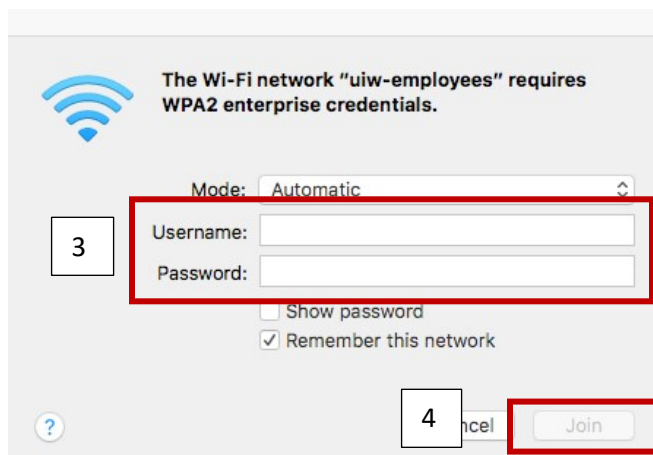 The Wi-Fi network “uiw-employees” requires
WPA2 enterprise credentials.
Mode: Automatic
3
Username:
Password:
Show password
Remember this network
?
4
ncel
Join